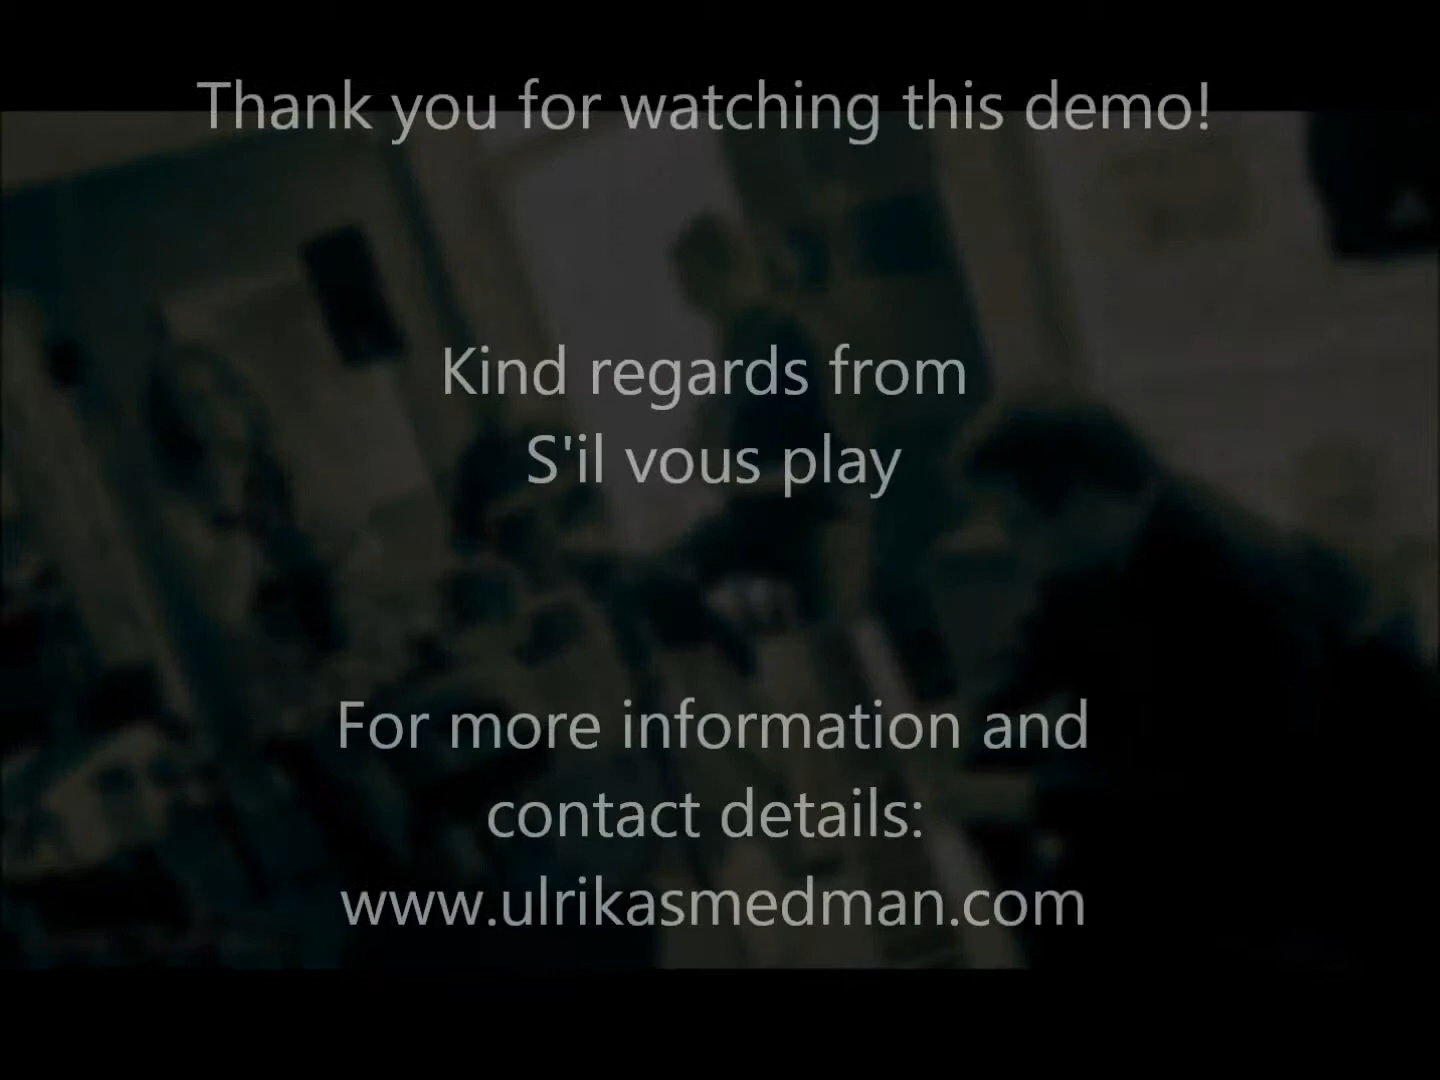 Thank you for watching this demo!
Kind regards from
S'il vous play
For more information and
contact details:
www.ulrikasmedman.com